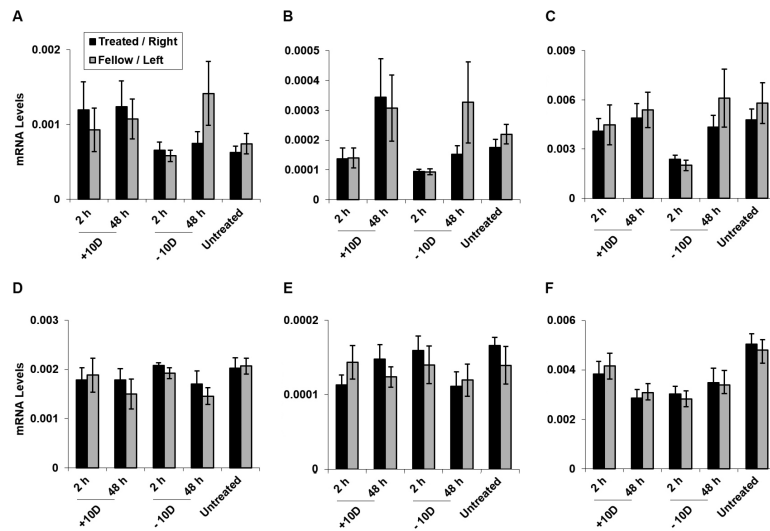 A
B
C
Treated / Right
Fellow / Left
mRNA Levels
0.002
0.001
0
2 h
48 h
2 h
48 h
Untreated
+10D
- 10D
0.0005
0.0004
0.0003
0.0002
0.0001
0
2 h
48 h
2 h
48 h
Untreated
+10D
- 10D
0.009
0.006
0.003
0
2 h
48 h
2 h
48 h
Untreated
+10D
- 10D
D
E
F
mRNA Levels
0.003
0.002
0.001
0
2 h
48 h
2 h
48 h
Untreated
+10D
- 10D
0.0002
0.0001
0
2 h
48 h
2 h
48 h
Untreated
+10D
- 10D
0.006
0.004
0.002
0
2 h
48 h
2 h
48 h
Untreated
+10D
- 10D